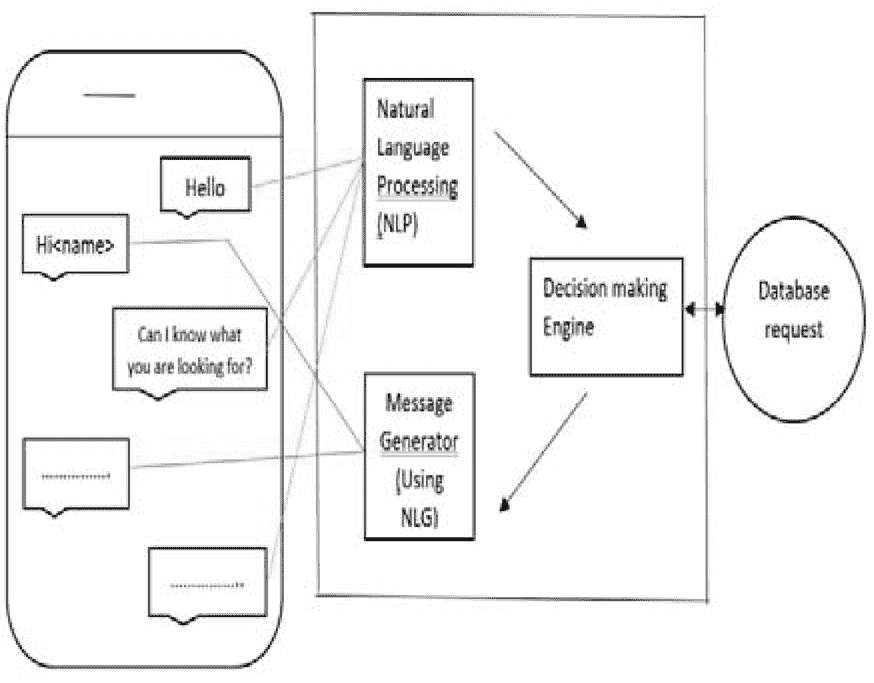 Hello
Hi<name>
Can I know what
you are looking for?
................
................
Natural
Language
Processing
(NLP)
Message
Generator
(Using
NLG)
Decision making
Engine
Database
request